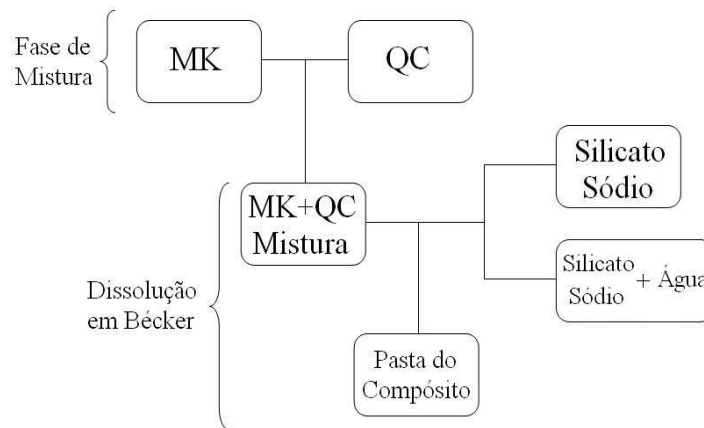 Fase de
Mistura
MK
QC
Silicato
Sódio
MK+QC
Mistura
Silicato
Sódio
+ Água
Dissolução
em Bécker
Pasta do
Compósito